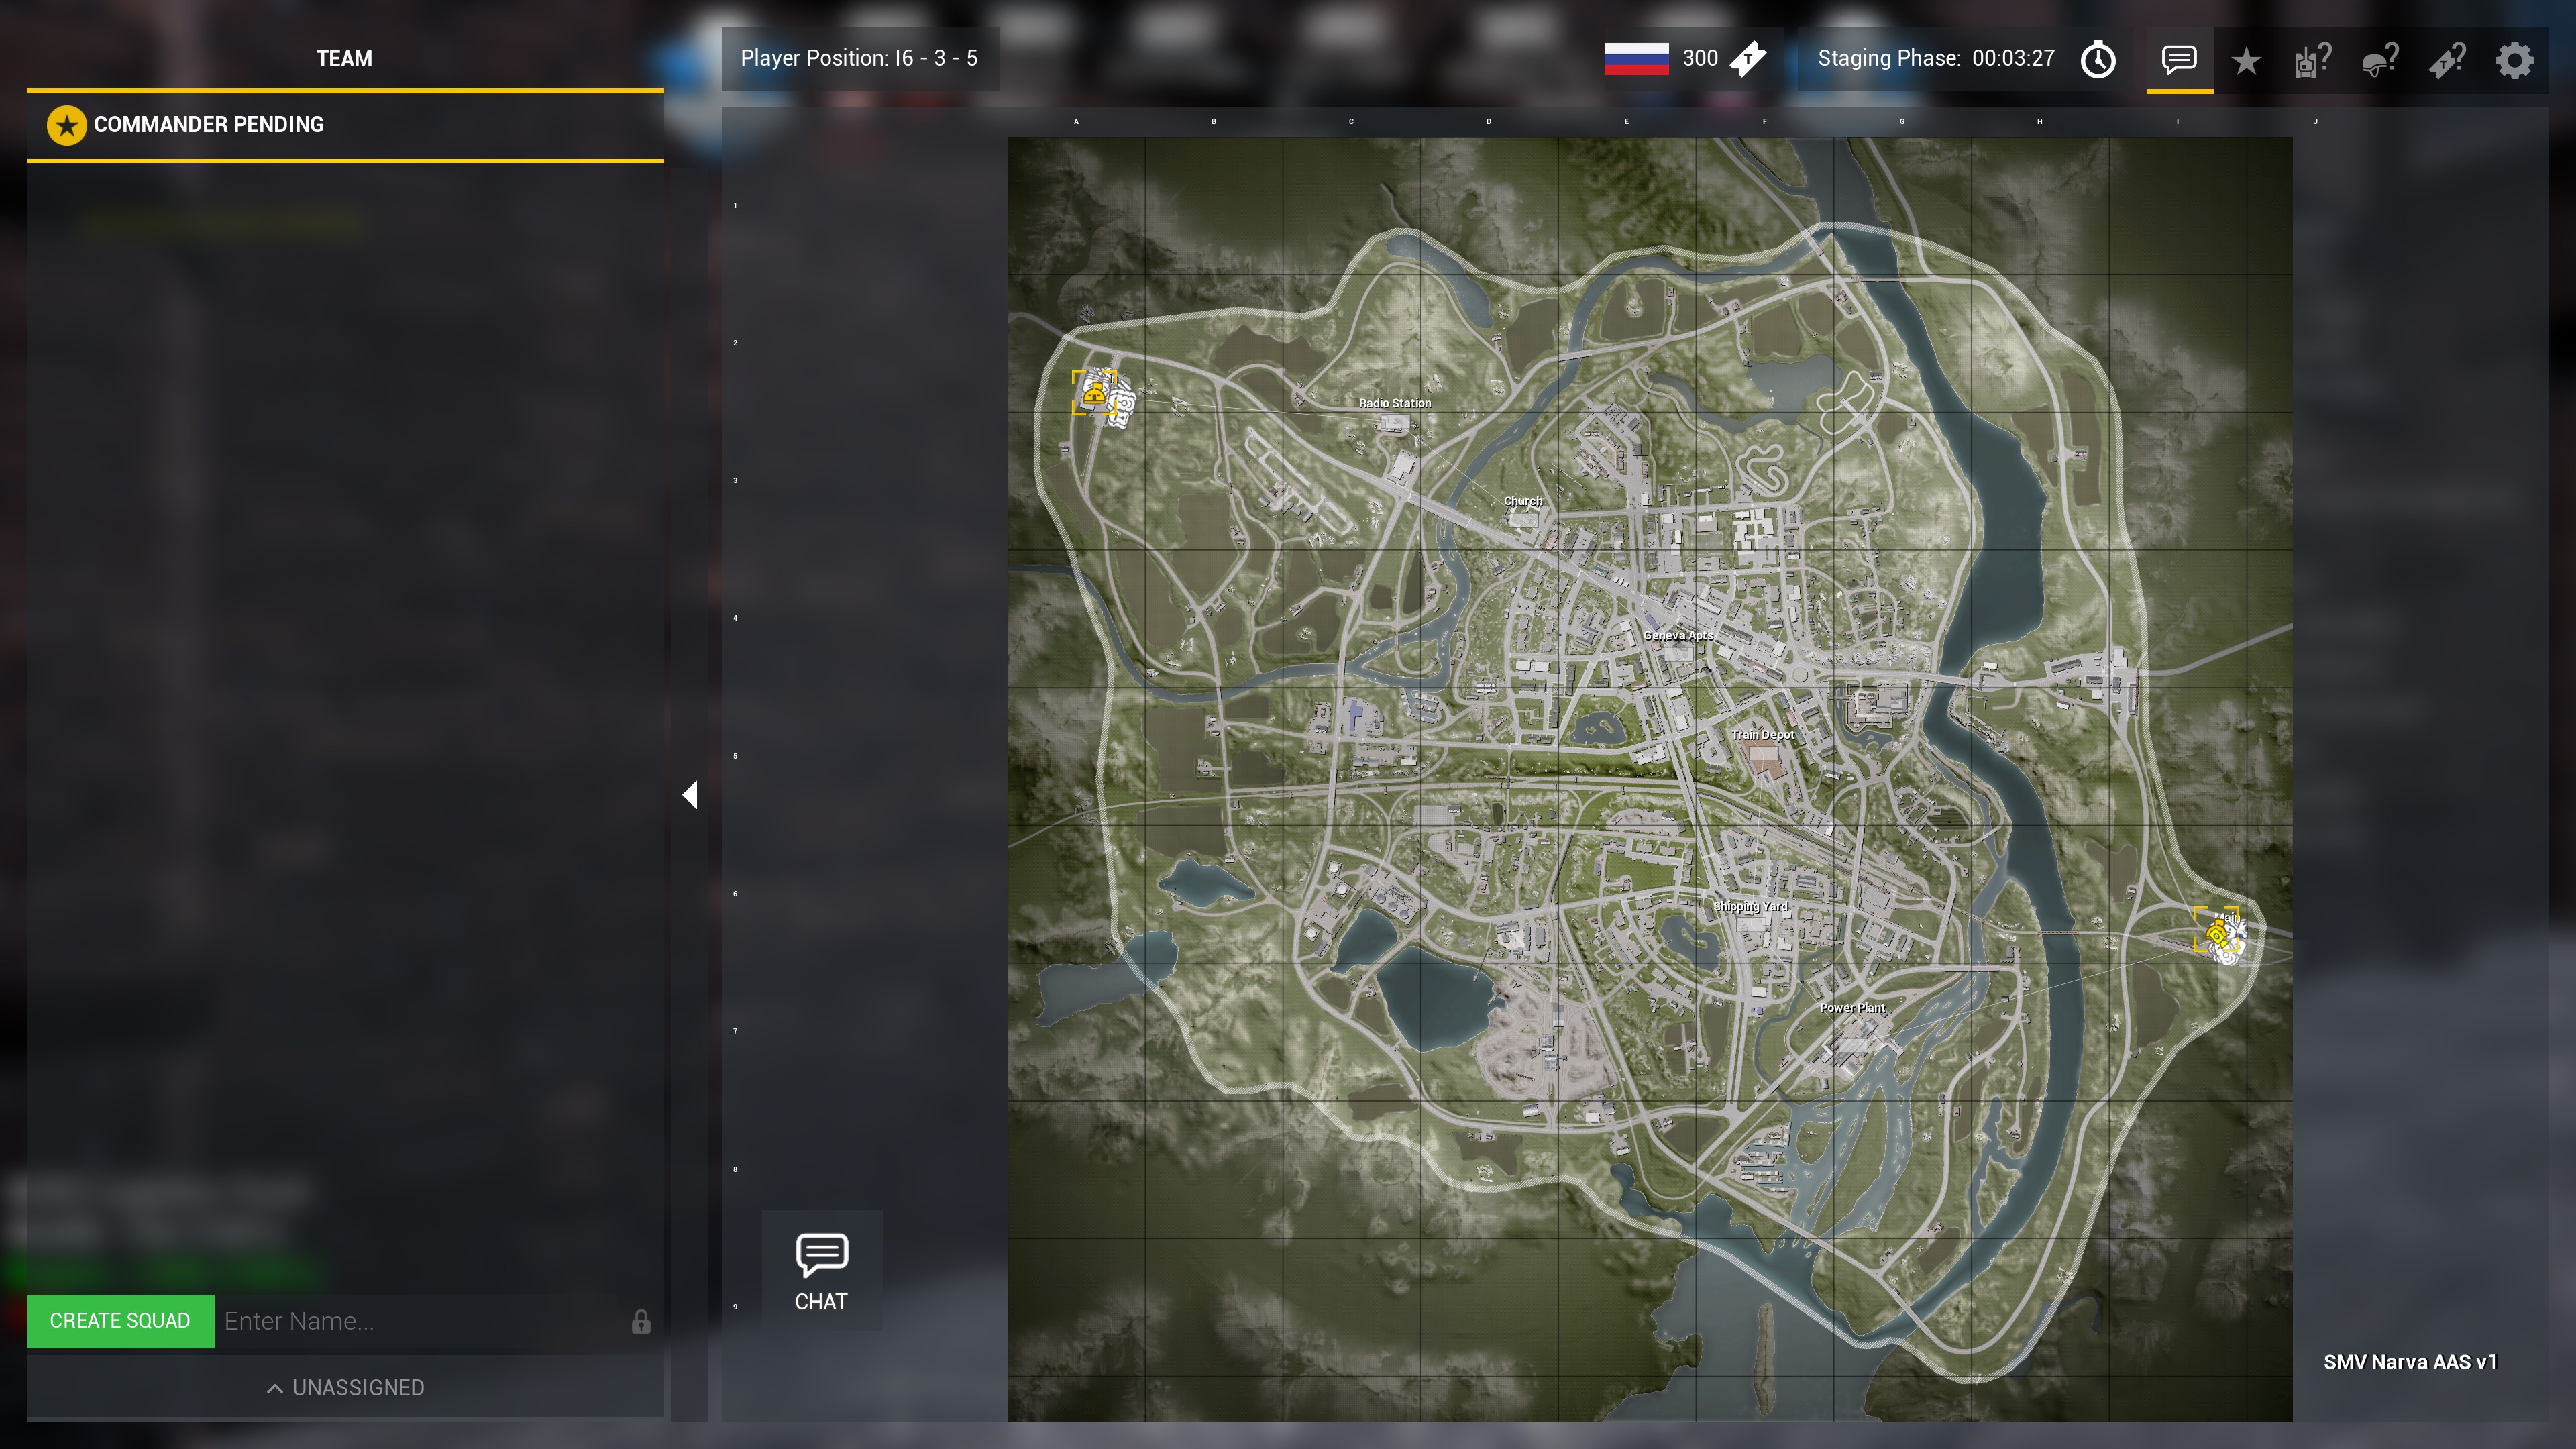 TEAM
Player Position: I6 - 3 - 5
300
T
Staging Phase: 00:03:27
COMMANDER PENDING
A B C D E F G H I J
1
2
Radio Station
3
Church
4
Geneva Apts
Train Depot
5
6
Shipping Yard
Main
7
Power Plant
8
CHAT
9
CREATE SQUAD
Enter Name...
SMV Narva AAS v1
UNASSIGNED